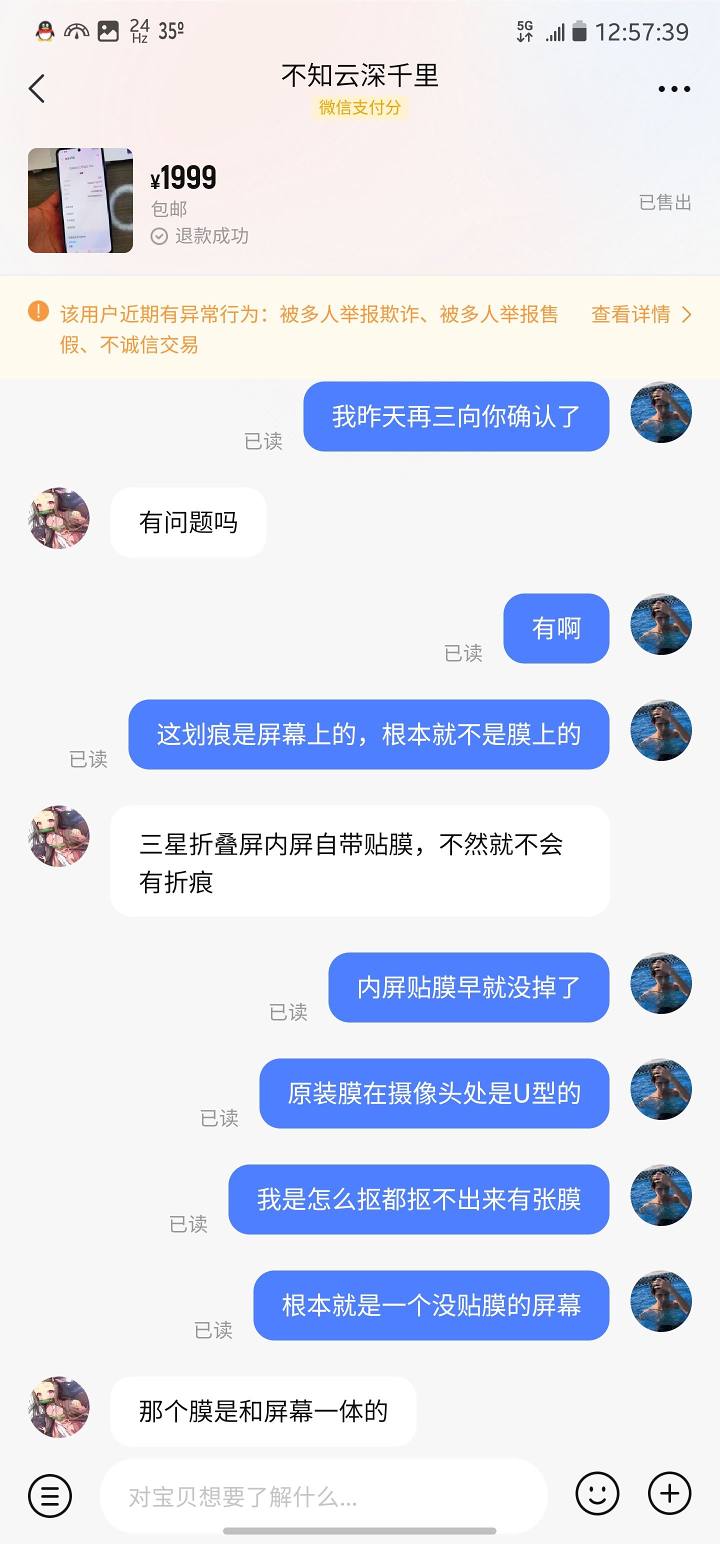 24
Hz
35º
5G
12:57:39
不知云深千里
微信支付分
¥1999
包邮
退款成功
已售出
该用户近期有异常行为：被多人举报欺诈、被多人举报售
假、不诚信交易
查看详情
我昨天再三向你确认了
已读
有问题吗
有啊
已读
这划痕是屏幕上的，根本就不是膜上的
已读
三星折叠屏内屏自带贴膜，不然就不会
有折痕
内屏贴膜早就没掉了
已读
原装膜在摄像头处是U型的
已读
我是怎么抠都抠不出来有张膜
已读
根本就是一个没贴膜的屏幕
已读
那个膜是和屏幕一体的
对宝贝想要了解什么...